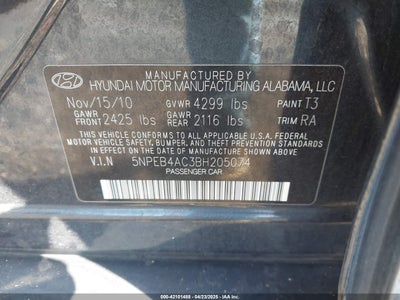 MANUFACTURED BY
HYUNDAI MOTOR MANUFACTURING ALABAMA, LLC
Nov/15/10 GVWR 4299 lbs PAINT T3
GAWR FRONT 2425 lbs GAWR REAR 2116 lbs TRIM RA
THIS VEHICLE CONFORMS TO ALL APPLICABLE U.S.A. FEDERAL
MOTOR VEHICLE SAFETY, BUMPER, AND THEFT PREVENTION
STANDARDS IN EFFECT ON THE DATE OF MANUFACTURE SHOWN ABOVE.
V.I.N 5NPEB4AC3BH205074
PASSENGER CAR
000-42101488 - 04/23/2025 - IAAI.COM